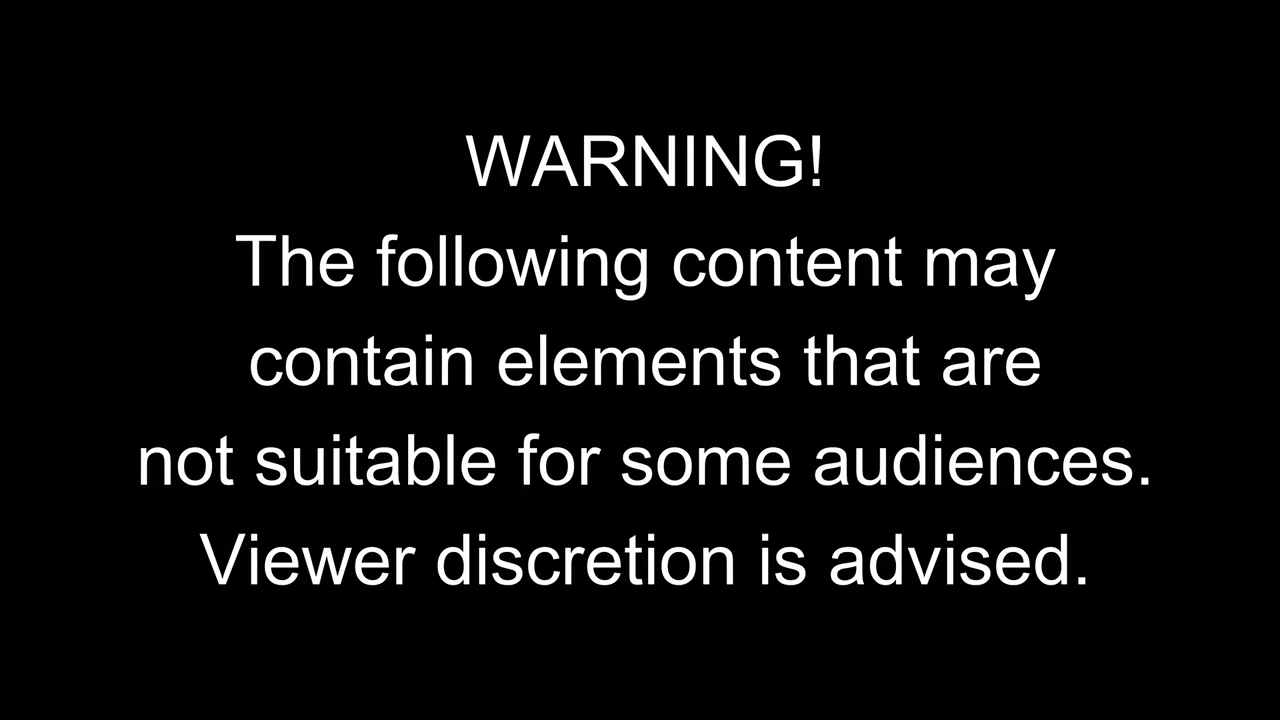 WARNING!
The following content may
contain elements that are
not suitable for some audiences.
Viewer discretion is advised.